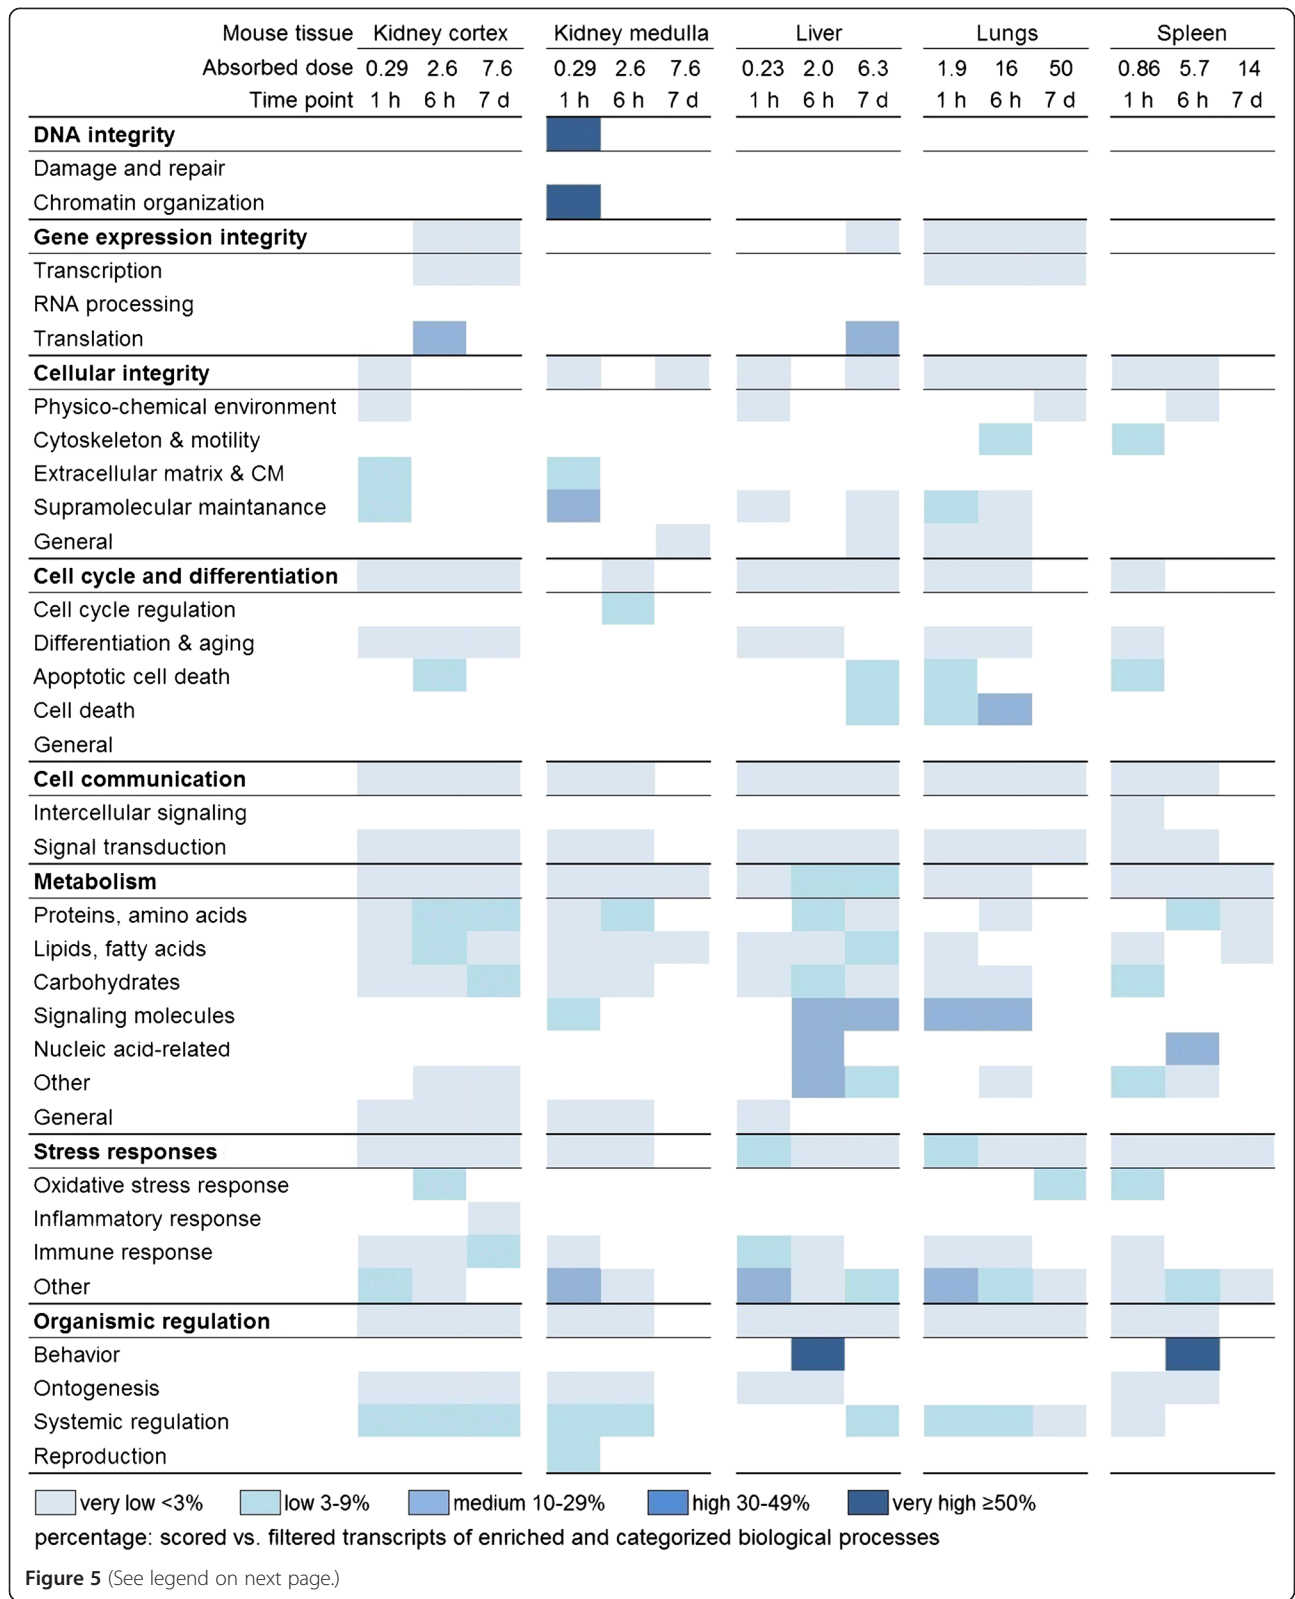 Mouse tissue Kidney cortex Kidney medulla Liver Lungs Spleen
Absorbed dose 0.29 2.6 7.6 0.29 2.6 7.6 0.23 2.0 6.3 1.9 16 50 0.86 5.7 14
Time point 1 h 6 h 7 d 1 h 6 h 7 d 1 h 6 h 7 d 1 h 6 h 7 d 1 h 6 h 7 d
DNA integrity
Damage and repair
Chromatin organization
Gene expression integrity
Transcription
RNA processing
Translation
Cellular integrity
Physico-chemical environment
Cytoskeleton & motility
Extracellular matrix & CM
Supramolecular maintanance
General
Cell cycle and differentiation
Cell cycle regulation
Differentiation & aging
Apoptotic cell death
Cell death
General
Cell communication
Intercellular signaling
Signal transduction
Metabolism
Proteins, amino acids
Lipids, fatty acids
Carbohydrates
Signaling molecules
Nucleic acid-related
Other
General
Stress responses
Oxidative stress response
Inflammatory response
Immune response
Other
Organismic regulation
Behavior
Ontogenesis
Systemic regulation
Reproduction
very low <3% low 3-9% medium 10-29% high 30-49% very high ≥50%
percentage: scored vs. filtered transcripts of enriched and categorized biological processes
Figure 5 (See legend on next page.)